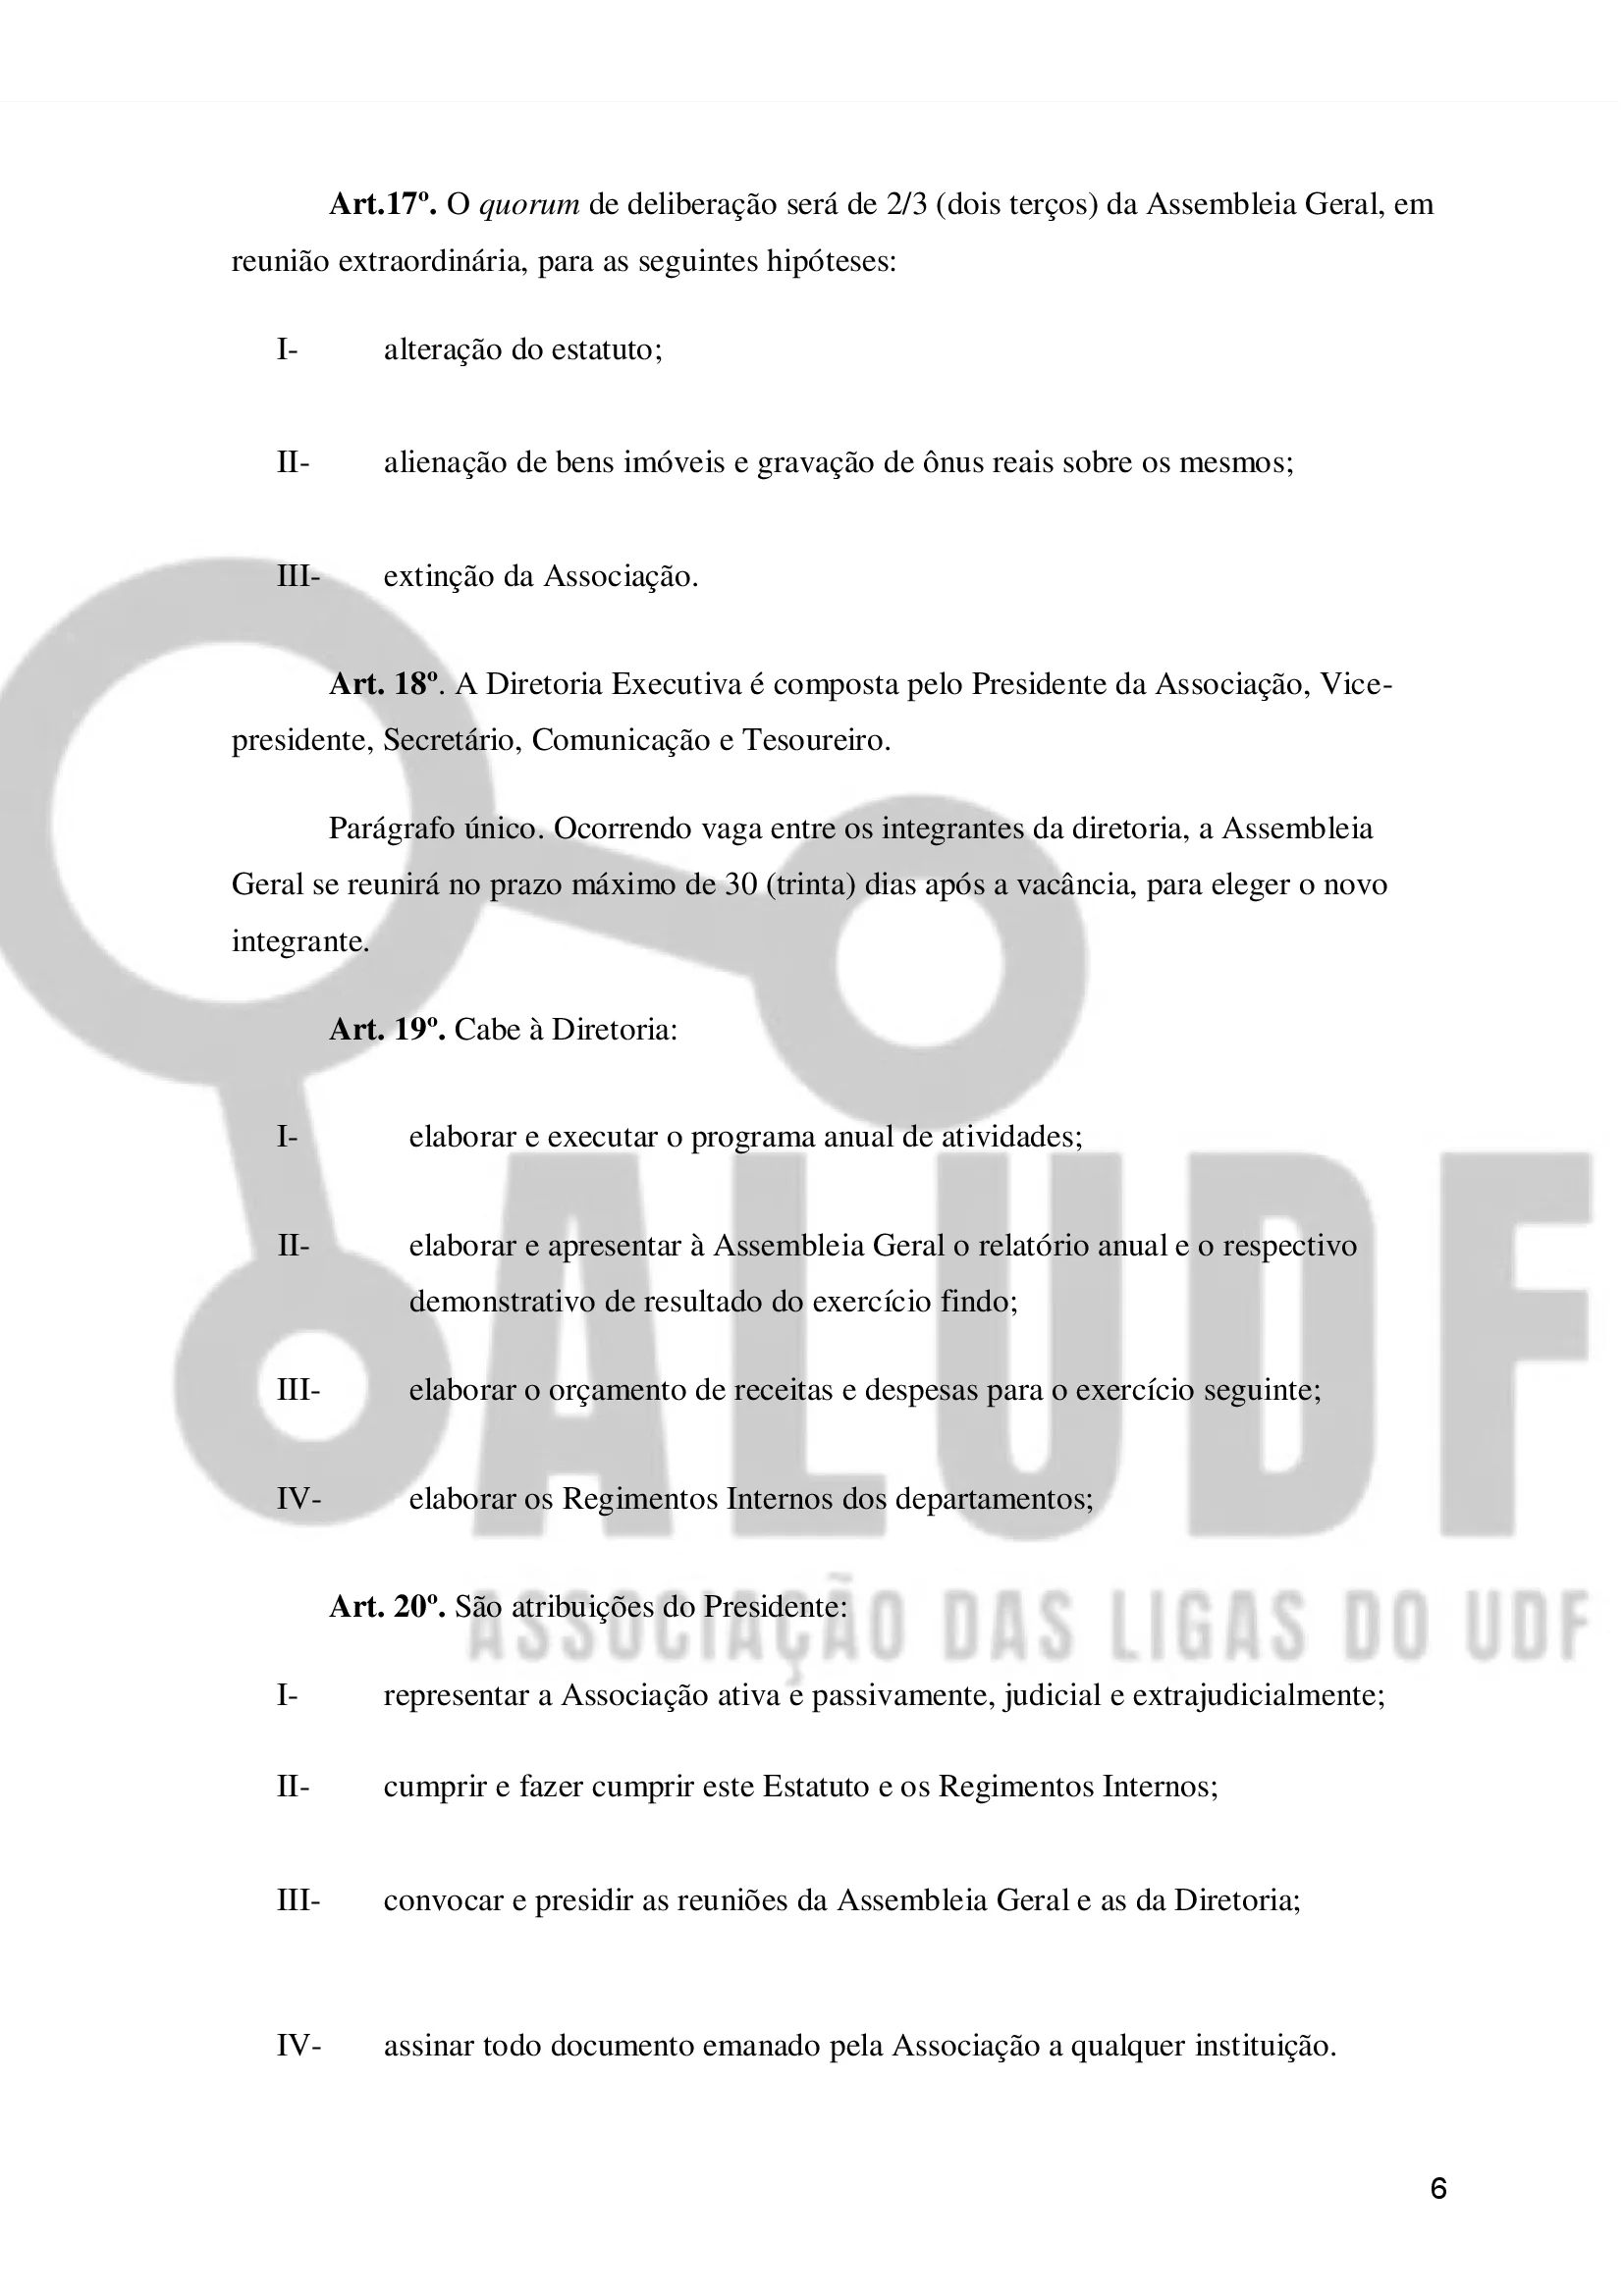 Art.17º. O quorum de deliberação será de 2/3 (dois terços) da Assembleia Geral, em
reunião extraordinária, para as seguintes hipóteses:
I- alteração do estatuto;
II- alienação de bens imóveis e gravação de ônus reais sobre os mesmos;
III- extinção da Associação.
Art. 18º. A Diretoria Executiva é composta pelo Presidente da Associação, Vice-
presidente, Secretário, Comunicação e Tesoureiro.
Parágrafo único. Ocorrendo vaga entre os integrantes da diretoria, a Assembleia
Geral se reunirá no prazo máximo de 30 (trinta) dias após a vacância, para eleger o novo
integrante.
Art. 19º. Cabe à Diretoria:
I- elaborar e executar o programa anual de atividades;
II- elaborar e apresentar à Assembleia Geral o relatório anual e o respectivo
demonstrativo de resultado do exercício findo;
III- elaborar o orçamento de receitas e despesas para o exercício seguinte;
IV- elaborar os Regimentos Internos dos departamentos;
ALUDF
Art. 20º. São atribuições do Presidente:
ASSOCIAÇÃO DAS LIGAS DO UDF
I- representar a Associação ativa e passivamente, judicial e extrajudicialmente;
II- cumprir e fazer cumprir este Estatuto e os Regimentos Internos;
III- convocar e presidir as reuniões da Assembleia Geral e as da Diretoria;
IV- assinar todo documento emanado pela Associação a qualquer instituição.
6